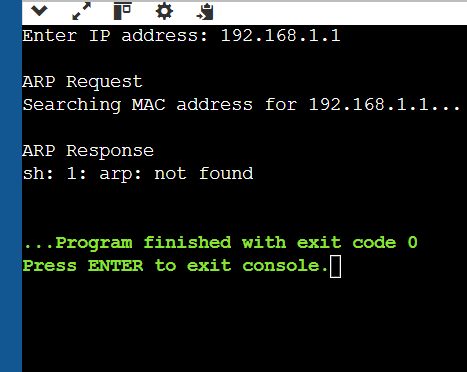 Enter IP address: 192.168.1.1
ARP Request
Searching MAC address for 192.168.1.1...
ARP Response
sh: 1: arp: not found
...Program finished with exit code 0
Press ENTER to exit console.